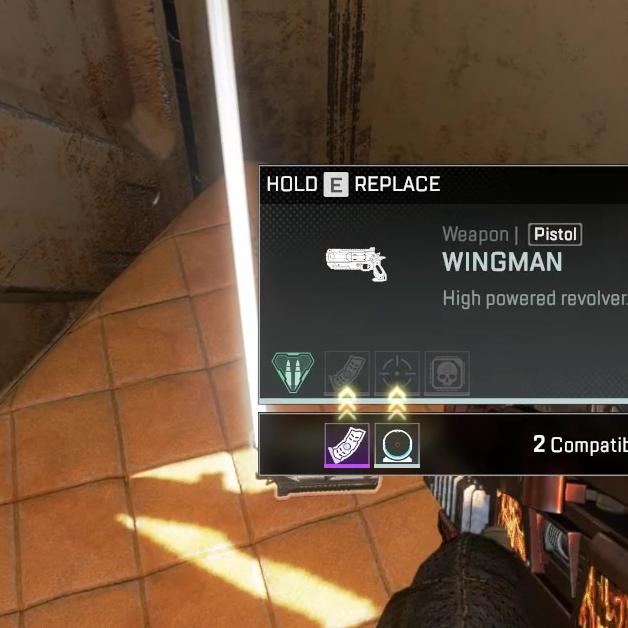 HOLD E REPLACE
Weapon | Pistol
WINGMAN
High powered revolver.
2 Compatib